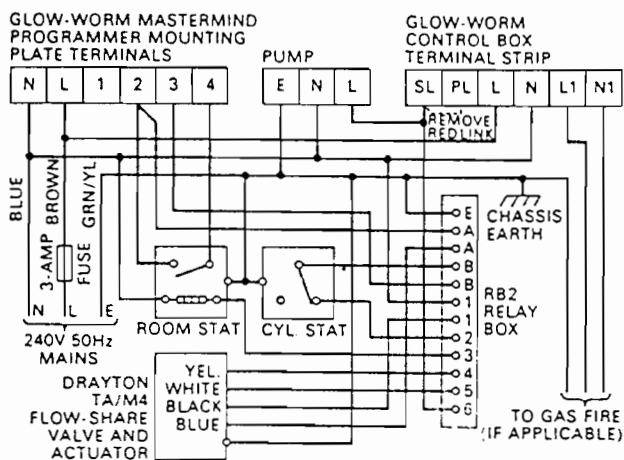 GLOW-WORM MASTERMIND
PROGRAMMER MOUNTING
PLATE TERMINALS
N L 1 2 3 4
PUMP
E N L
GLOW-WORM
CONTROL BOX
TERMINAL STRIP
SL PL L N L1 N1
REMOVE
RED LINK
BLUE
BROWN
GRN/YL
3-AMP
FUSE
N L E
240V 50Hz
MAINS
ROOM STAT
CYL. STAT
CHASSIS
EARTH
E
A
A
B
B
1
1
2
3
4
5
6
RB2
RELAY
BOX
DRAYTON
TA/M4
FLOW-SHARE
VALVE AND
ACTUATOR
YEL.
WHITE
BLACK
BLUE
TO GAS FIRE
(IF APPLICABLE)